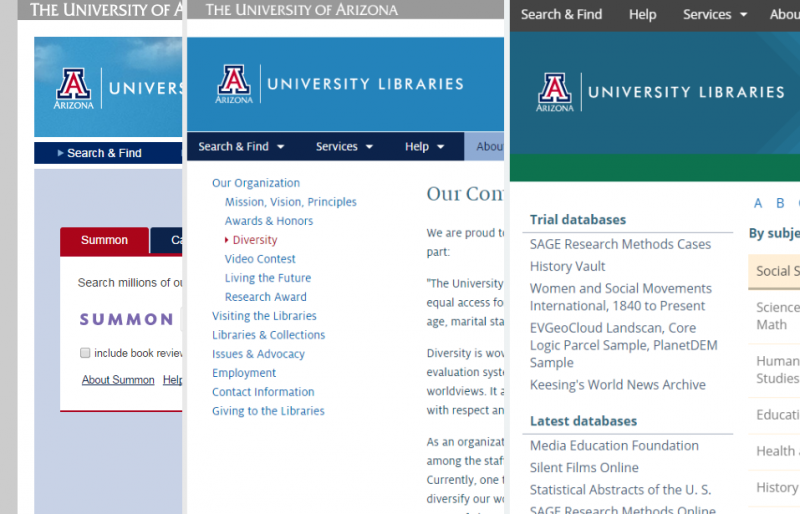 THE UNIVERSITY OF
ARIZONA
UNIVERS
Search & Find
Summon
Ca
Search millions of ou
SUMMON
include book review
About Summon Help
THE UNIVERSITY OF ARIZONA
ARIZONA
UNIVERSITY LIBRARIES
Search & Find Services Help Abou
Our Organization
Mission, Vision, Principles
Awards & Honors
Diversity
Video Contest
Living the Future
Research Award
Visiting the Libraries
Libraries & Collections
Issues & Advocacy
Employment
Contact Information
Giving to the Libraries
Our Com
We are proud to
part:
"The University
equal access fo
age, marital sta
Diversity is wov
evaluation syste
worldviews. It a
with respect an
As an organizat
among the staf
Currently, one t
diversify our wo
Search & Find Help Services Abou
ARIZONA
UNIVERSITY LIBRARIES
Trial databases
SAGE Research Methods Cases
History Vault
Women and Social Movements
International, 1840 to Present
EVGeoCloud Landscan, Core
Logic Parcel Sample, PlanetDEM
Sample
Keesing's World News Archive
Latest databases
Media Education Foundation
Silent Films Online
Statistical Abstracts of the U. S.
SAGE Research Methods Online
A B
By subje
Social S
Science
Math
Human
Studies
Educati
Health
History